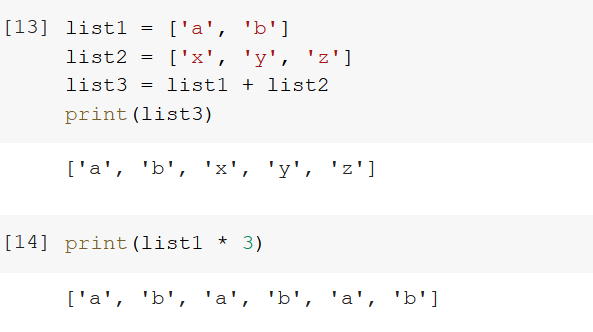 [13] list1 = ['a', 'b']
list2 = ['x', 'y', 'z']
list3 = list1 + list2
print(list3)
['a', 'b', 'x', 'y', 'z']
[14] print(list1 * 3)
['a', 'b', 'a', 'b', 'a', 'b']